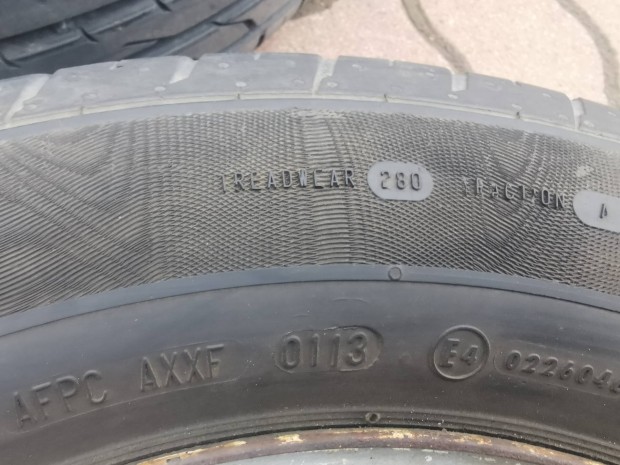 TREADWEAR 280 TRACTION A
AFPC AXXF 0113 E4